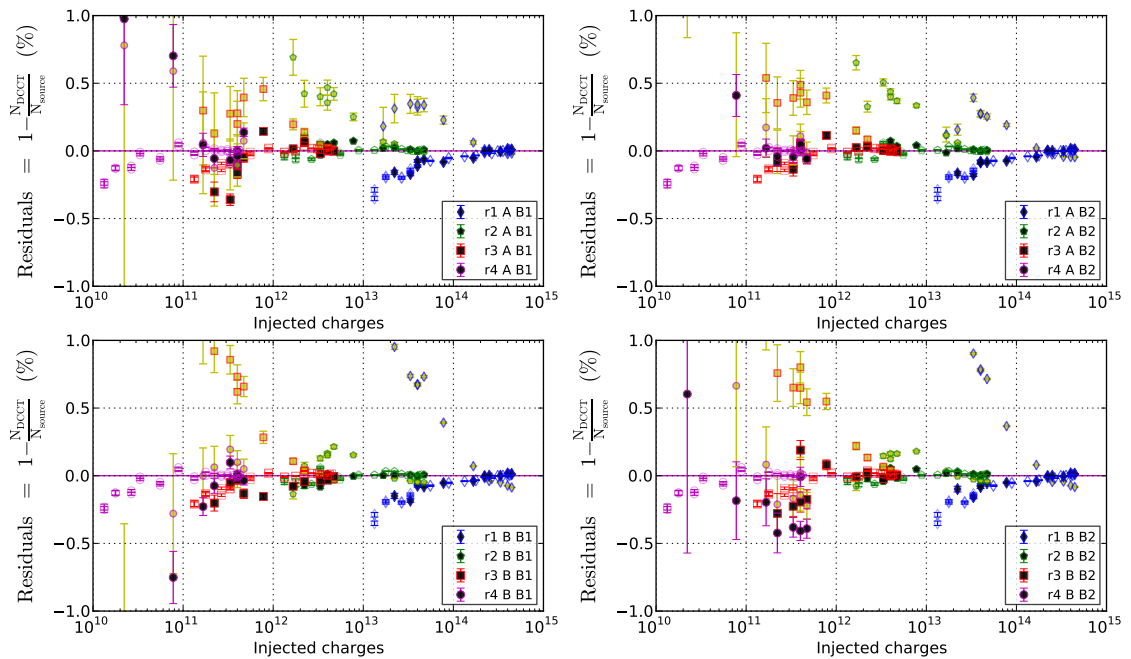 Residuals = 1−N_DCCT/N_source (%)
1.0
0.5
0.0
−0.5
−1.0
r1 A B1
r2 A B1
r3 A B1
r4 A B1
10^10 10^11 10^12 10^13 10^14 10^15
Injected charges
Residuals = 1−N_DCCT/N_source (%)
1.0
0.5
0.0
−0.5
−1.0
r1 A B2
r2 A B2
r3 A B2
r4 A B2
10^10 10^11 10^12 10^13 10^14 10^15
Injected charges
Residuals = 1−N_DCCT/N_source (%)
1.0
0.5
0.0
−0.5
−1.0
r1 B B1
r2 B B1
r3 B B1
r4 B B1
10^10 10^11 10^12 10^13 10^14 10^15
Injected charges
Residuals = 1−N_DCCT/N_source (%)
1.0
0.5
0.0
−0.5
−1.0
r1 B B2
r2 B B2
r3 B B2
r4 B B2
10^10 10^11 10^12 10^13 10^14 10^15
Injected charges